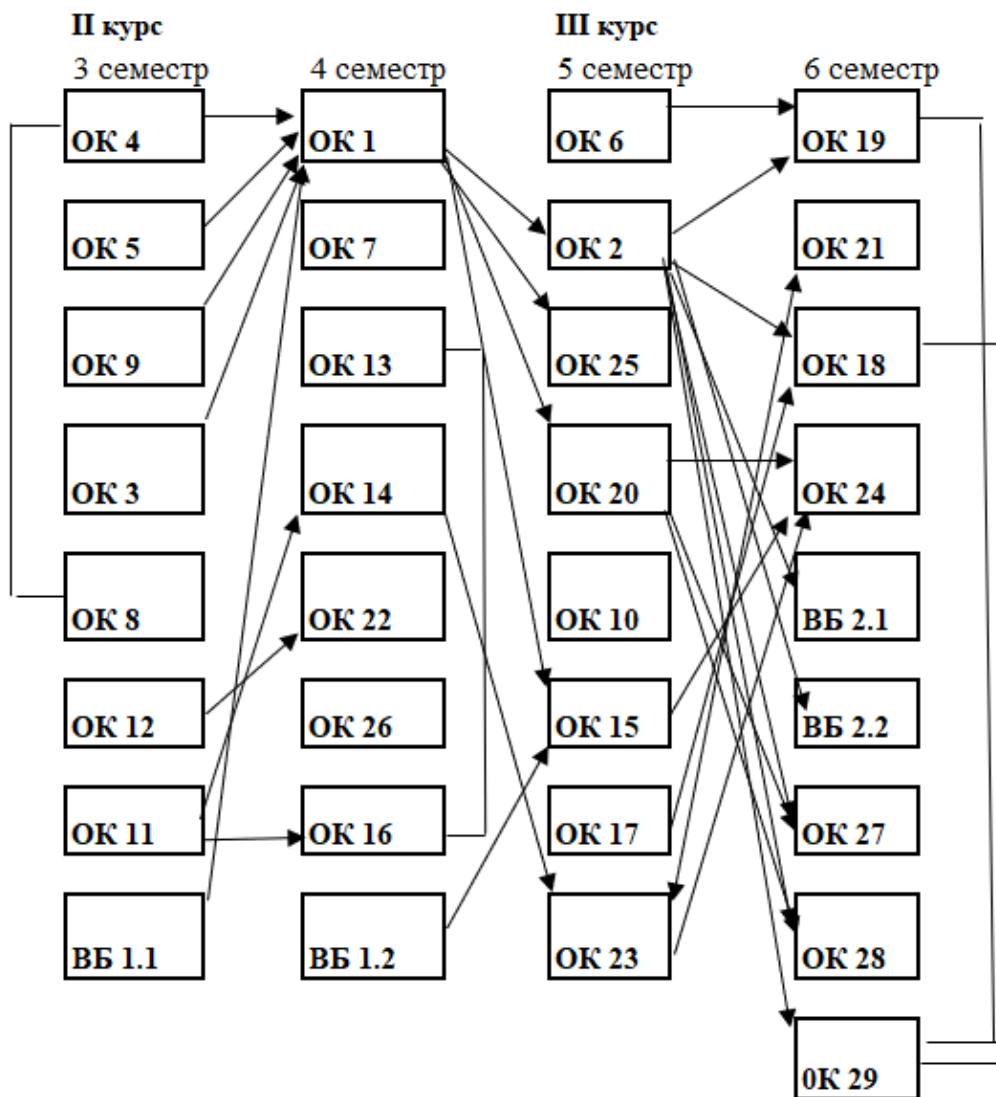 II курс III курс
3 семестр 4 семестр 5 семестр 6 семестр
ОК 4 ОК 1 ОК 6 ОК 19
ОК 5 ОК 7 ОК 2 ОК 21
ОК 9 ОК 13 ОК 25 ОК 18
ОК 3 ОК 14 ОК 20 ОК 24
ОК 8 ОК 22 ОК 10 ВБ 2.1
ОК 12 ОК 26 ОК 15 ВБ 2.2
ОК 11 ОК 16 ОК 17 ОК 27
ВБ 1.1 ВБ 1.2 ОК 23 ОК 28
0К 29